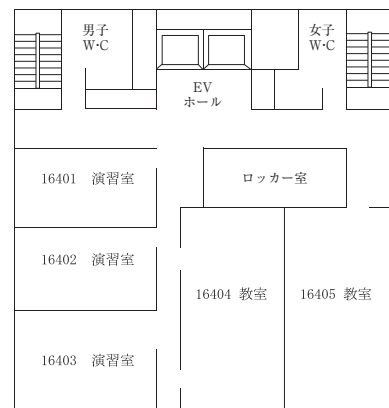 男子
W·C
女子
W·C
EV
ホール
16401 演習室
ロッカー室
16402 演習室
16404 教室
16405 教室
16403 演習室